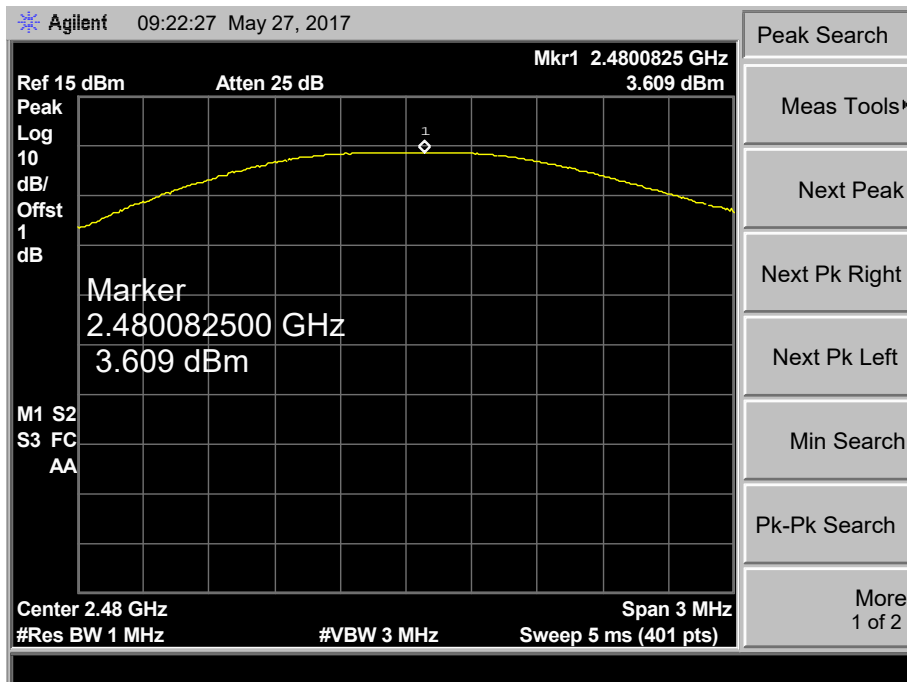 Agilent 09:22:27 May 27, 2017
Peak Search
Mkr1 2.4800825 GHz
Ref 15 dBm Atten 25 dB 3.609 dBm
Peak
Log
10
dB/
Offst
1
dB
1
Marker
2.480082500 GHz
3.609 dBm
M1 S2
S3 FC
AA
Center 2.48 GHz Span 3 MHz
#Res BW 1 MHz #VBW 3 MHz Sweep 5 ms (401 pts)
Meas Tools
Next Peak
Next Pk Right
Next Pk Left
Min Search
Pk-Pk Search
More
1 of 2